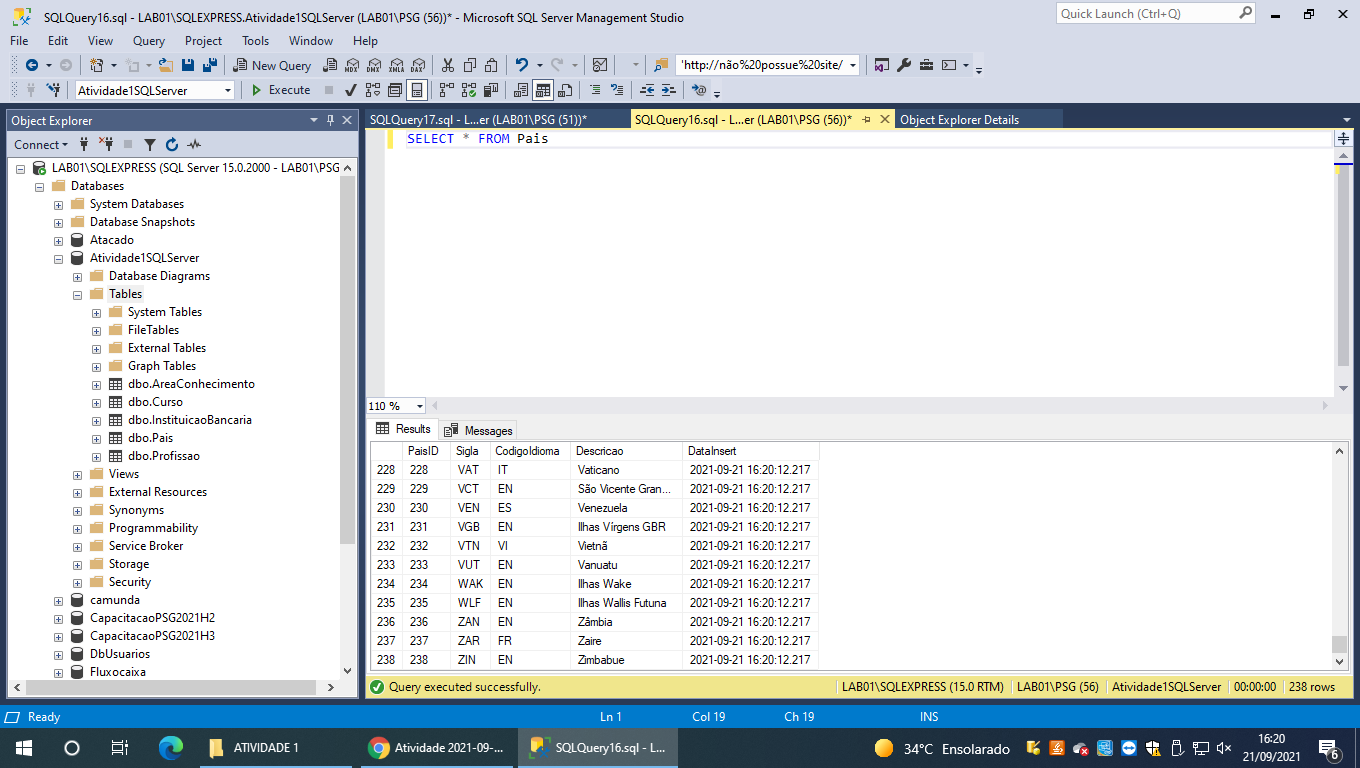 SQLQuery16.sql - LAB01\SQLEXPRESS.Atividade1SQLServer (LAB01\PSG (56))* - Microsoft SQL Server Management Studio
Quick Launch (Ctrl+Q)
File Edit View Query Project Tools Window Help
New Query
MDX DMX XMLA DAX
'http://não%20possue%20site/
Atividade1SQLServer
Execute
Object Explorer
SQLQuery17.sql - L...er (LAB01\PSG (51))*
SQLQuery16.sql - L...er (LAB01\PSG (56))*
Object Explorer Details
Connect
LAB01\SQLEXPRESS (SQL Server 15.0.2000 - LAB01\PSG
Databases
System Databases
Database Snapshots
Atacado
Atividade1SQLServer
Database Diagrams
Tables
System Tables
FileTables
External Tables
Graph Tables
dbo.AreaConhecimento
dbo.Curso
dbo.InstituicaoBancaria
dbo.Pais
dbo.Profissao
Views
External Resources
Synonyms
Programmability
Service Broker
Storage
Security
camunda
CapacitacaoPSG2021H2
CapacitacaoPSG2021H3
DbUsuarios
Fluxocaixa
SELECT * FROM Pais
110 %
Results Messages
PaisID Sigla CodigoIdioma Descricao DataInsert
228 228 VAT IT Vaticano 2021-09-21 16:20:12.217
229 229 VCT EN São Vicente Gran... 2021-09-21 16:20:12.217
230 230 VEN ES Venezuela 2021-09-21 16:20:12.217
231 231 VGB EN Ilhas Vírgens GBR 2021-09-21 16:20:12.217
232 232 VTN VI Vietnã 2021-09-21 16:20:12.217
233 233 VUT EN Vanuatu 2021-09-21 16:20:12.217
234 234 WAK EN Ilhas Wake 2021-09-21 16:20:12.217
235 235 WLF EN Ilhas Wallis Futuna 2021-09-21 16:20:12.217
236 236 ZAN EN Zâmbia 2021-09-21 16:20:12.217
237 237 ZAR FR Zaire 2021-09-21 16:20:12.217
238 238 ZIN EN Zimbabue 2021-09-21 16:20:12.217
Query executed successfully.
LAB01\SQLEXPRESS (15.0 RTM) LAB01\PSG (56) Atividade1SQLServer 00:00:00 238 rows
Ready Ln 1 Col 19 Ch 19 INS
ATIVIDADE 1
Atividade 2021-09-...
SQLQuery16.sql - L...
34°C Ensolarado
16:20
21/09/2021
6